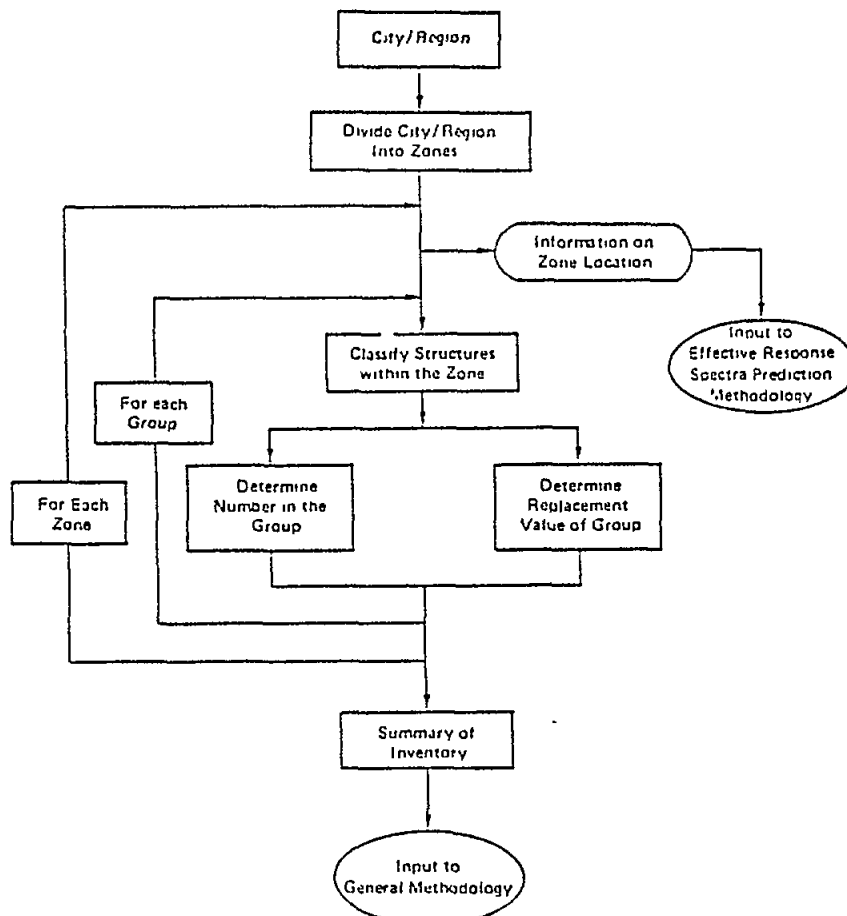 City/Region
Divide City/Region
Into Zones
Information on
Zone Location
Input to
Effective Response
Spectra Prediction
Methodology
Classify Structures
within the Zone
For each
Group
Determine
Number in the
Group
Determine
Replacement
Value of Group
For Each
Zone
Summary of
Inventory
Input to
General Methodology